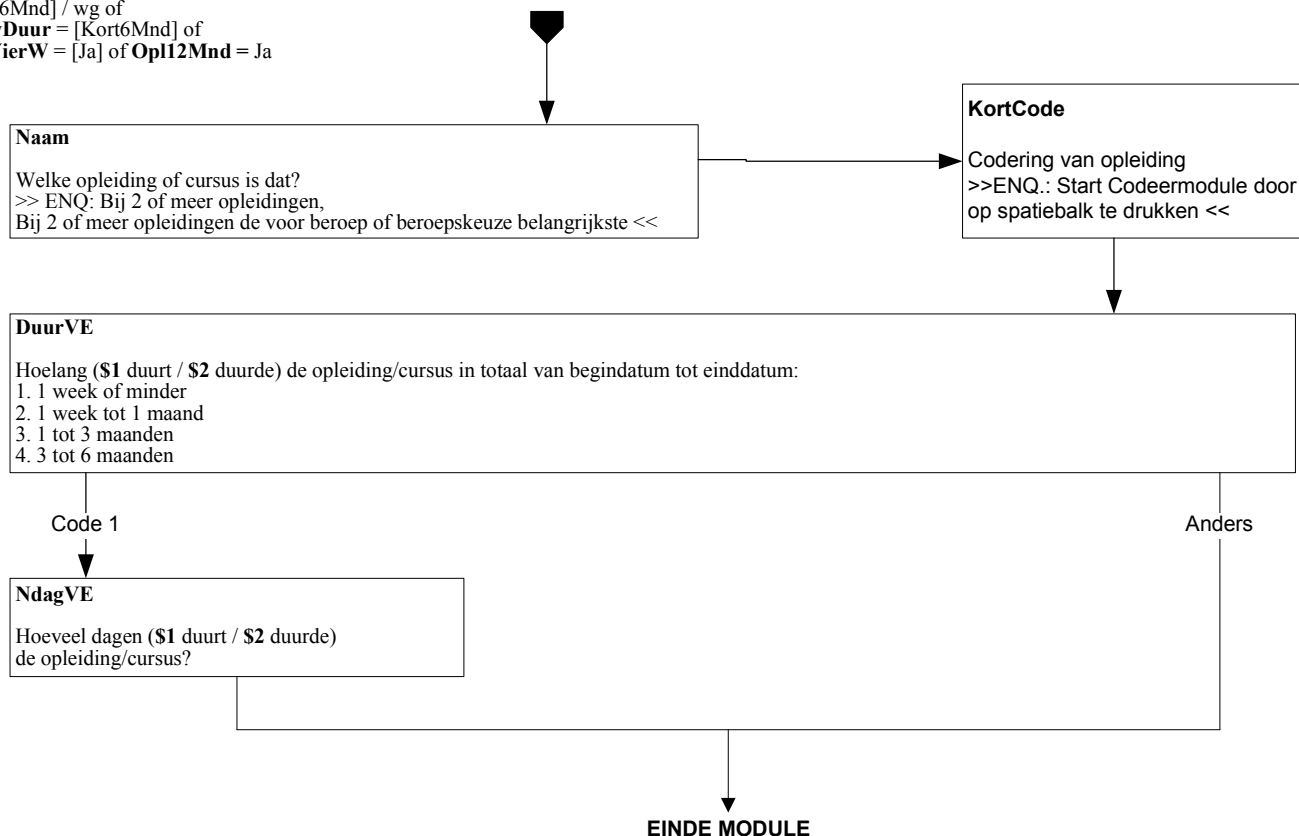 6Mnd] / wg of
Duur = [Kort6Mnd] of
VierW = [Ja] of Opl12Mnd = Ja
Naam
Welke opleiding of cursus is dat?
>> ENQ: Bij 2 of meer opleidingen,
Bij 2 of meer opleidingen de voor beroep of beroepskeuze belangrijkste <<
KortCode
Codering van opleiding
>>ENQ.: Start Codeermodule door
op spatiebalk te drukken <<
DuurVE
Hoelang ($1 duurt / $2 duurde) de opleiding/cursus in totaal van begindatum tot einddatum:
1. 1 week of minder
2. 1 week tot 1 maand
3. 1 tot 3 maanden
4. 3 tot 6 maanden
Code 1
Anders
NdagVE
Hoeveel dagen ($1 duurt / $2 duurde)
de opleiding/cursus?
EINDE MODULE